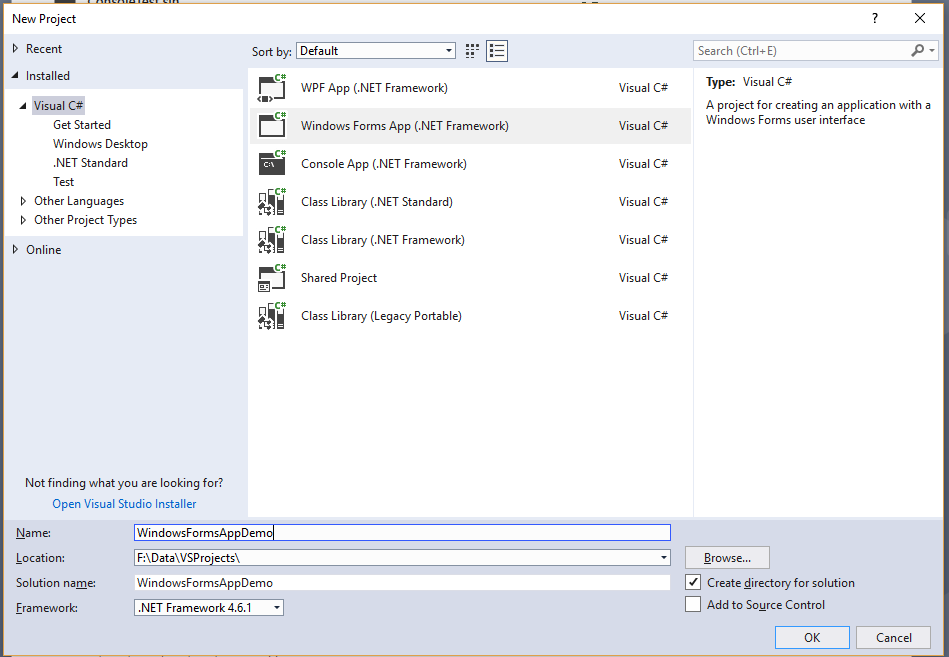 New Project
?
Recent
Installed
Visual C#
Get Started
Windows Desktop
.NET Standard
Test
Other Languages
Other Project Types
Online
Not finding what you are looking for?
Open Visual Studio Installer
Sort by: Default
C# WPF App (.NET Framework) Visual C#
C# Windows Forms App (.NET Framework) Visual C#
C# C:\ Console App (.NET Framework) Visual C#
C# Class Library (.NET Standard) Visual C#
C# Class Library (.NET Framework) Visual C#
C# Shared Project Visual C#
C# Class Library (Legacy Portable) Visual C#
Search (Ctrl+E)
Type: Visual C#
A project for creating an application with a
Windows Forms user interface
Name: WindowsFormsAppDemo
Location: F:\Data\VSProjects\ Browse...
Solution name: WindowsFormsAppDemo Create directory for solution
Framework: .NET Framework 4.6.1 Add to Source Control
OK Cancel